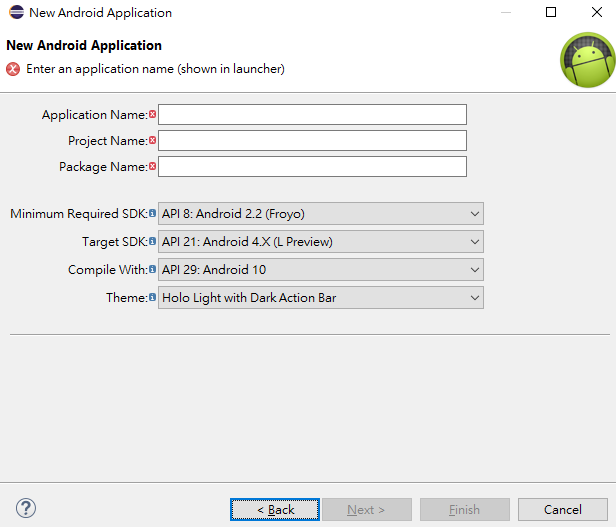 New Android Application
New Android Application
Enter an application name (shown in launcher)
Application Name:
Project Name:
Package Name:
Minimum Required SDK: API 8: Android 2.2 (Froyo)
Target SDK: API 21: Android 4.X (L Preview)
Compile With: API 29: Android 10
Theme: Holo Light with Dark Action Bar
? < Back Next > Finish Cancel